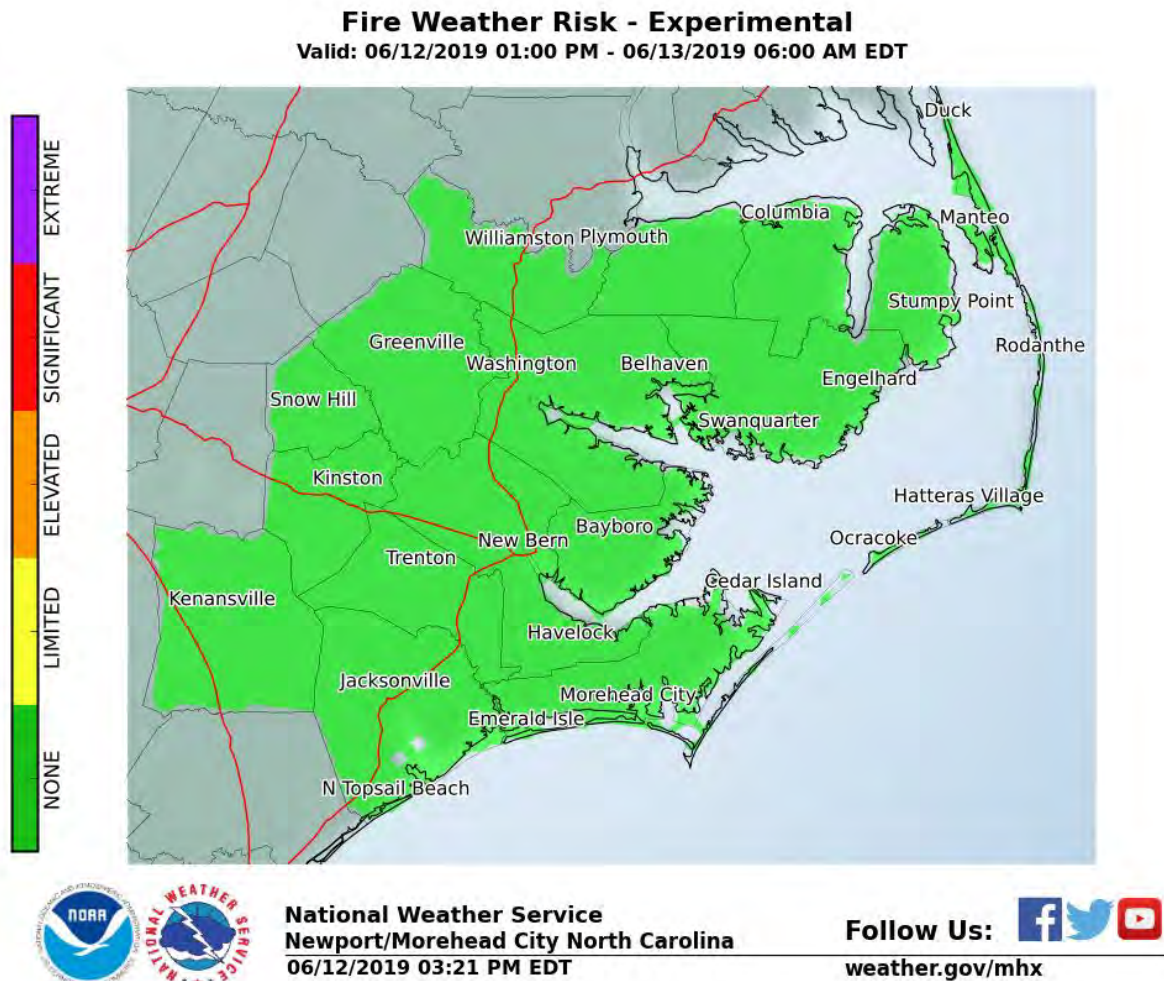 Fire Weather Risk - Experimental
Valid: 06/12/2019 01:00 PM - 06/13/2019 06:00 AM EDT
EXTREME
SIGNIFICANT
ELEVATED
LIMITED
NONE
Duck
Columbia
Manteo
Williamston
Plymouth
Stumpy Point
Greenville
Washington
Belhaven
Rodanthe
Engelhard
Snow Hill
Swanquarter
Kinston
Hatteras Village
Bayboro
New Bern
Ocracoke
Trenton
Cedar Island
Kenansville
Havelock
Jacksonville
Morehead City
Emerald Isle
N Topsail Beach
NOAA
NATIONAL WEATHER SERVICE
National Weather Service
Newport/Morehead City North Carolina
06/12/2019 03:21 PM EDT
Follow Us:
weather.gov/mhx